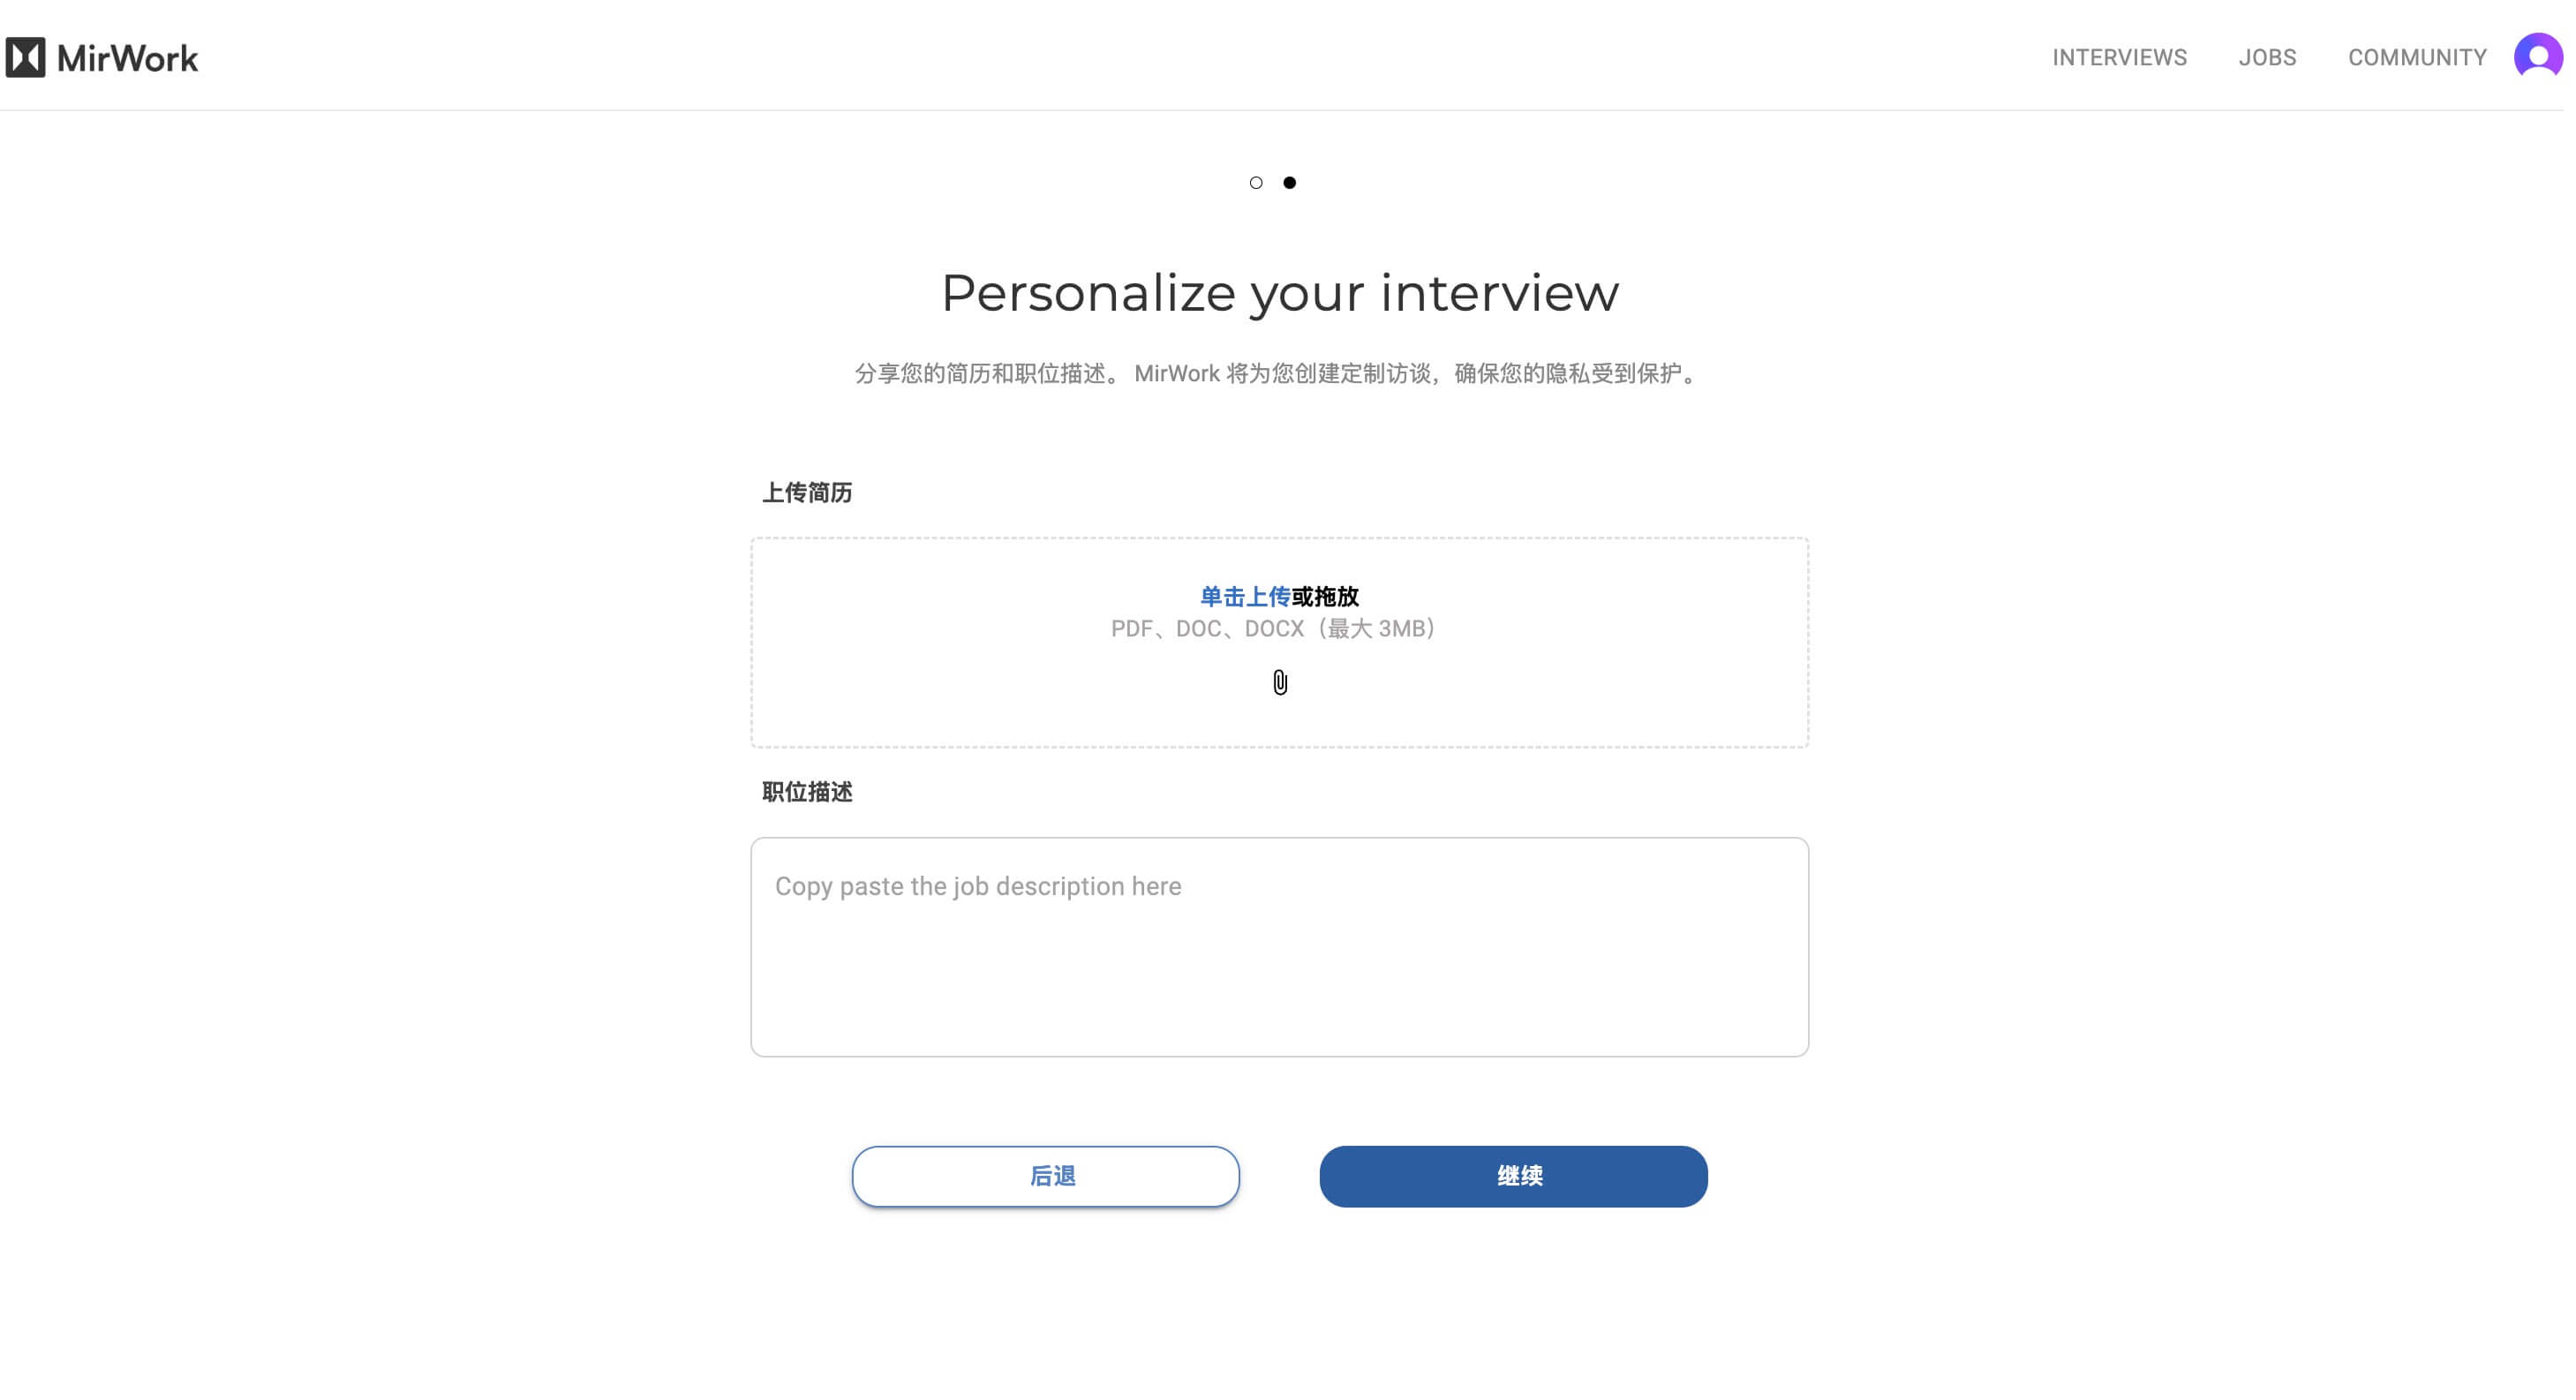 MirWork
INTERVIEWS JOBS COMMUNITY
Personalize your interview
分享您的简历和职位描述。 MirWork 将为您创建定制访谈，确保您的隐私受到保护。
上传简历
单击上传或拖放
PDF、DOC、DOCX（最大 3MB）
职位描述
Copy paste the job description here
后退 继续